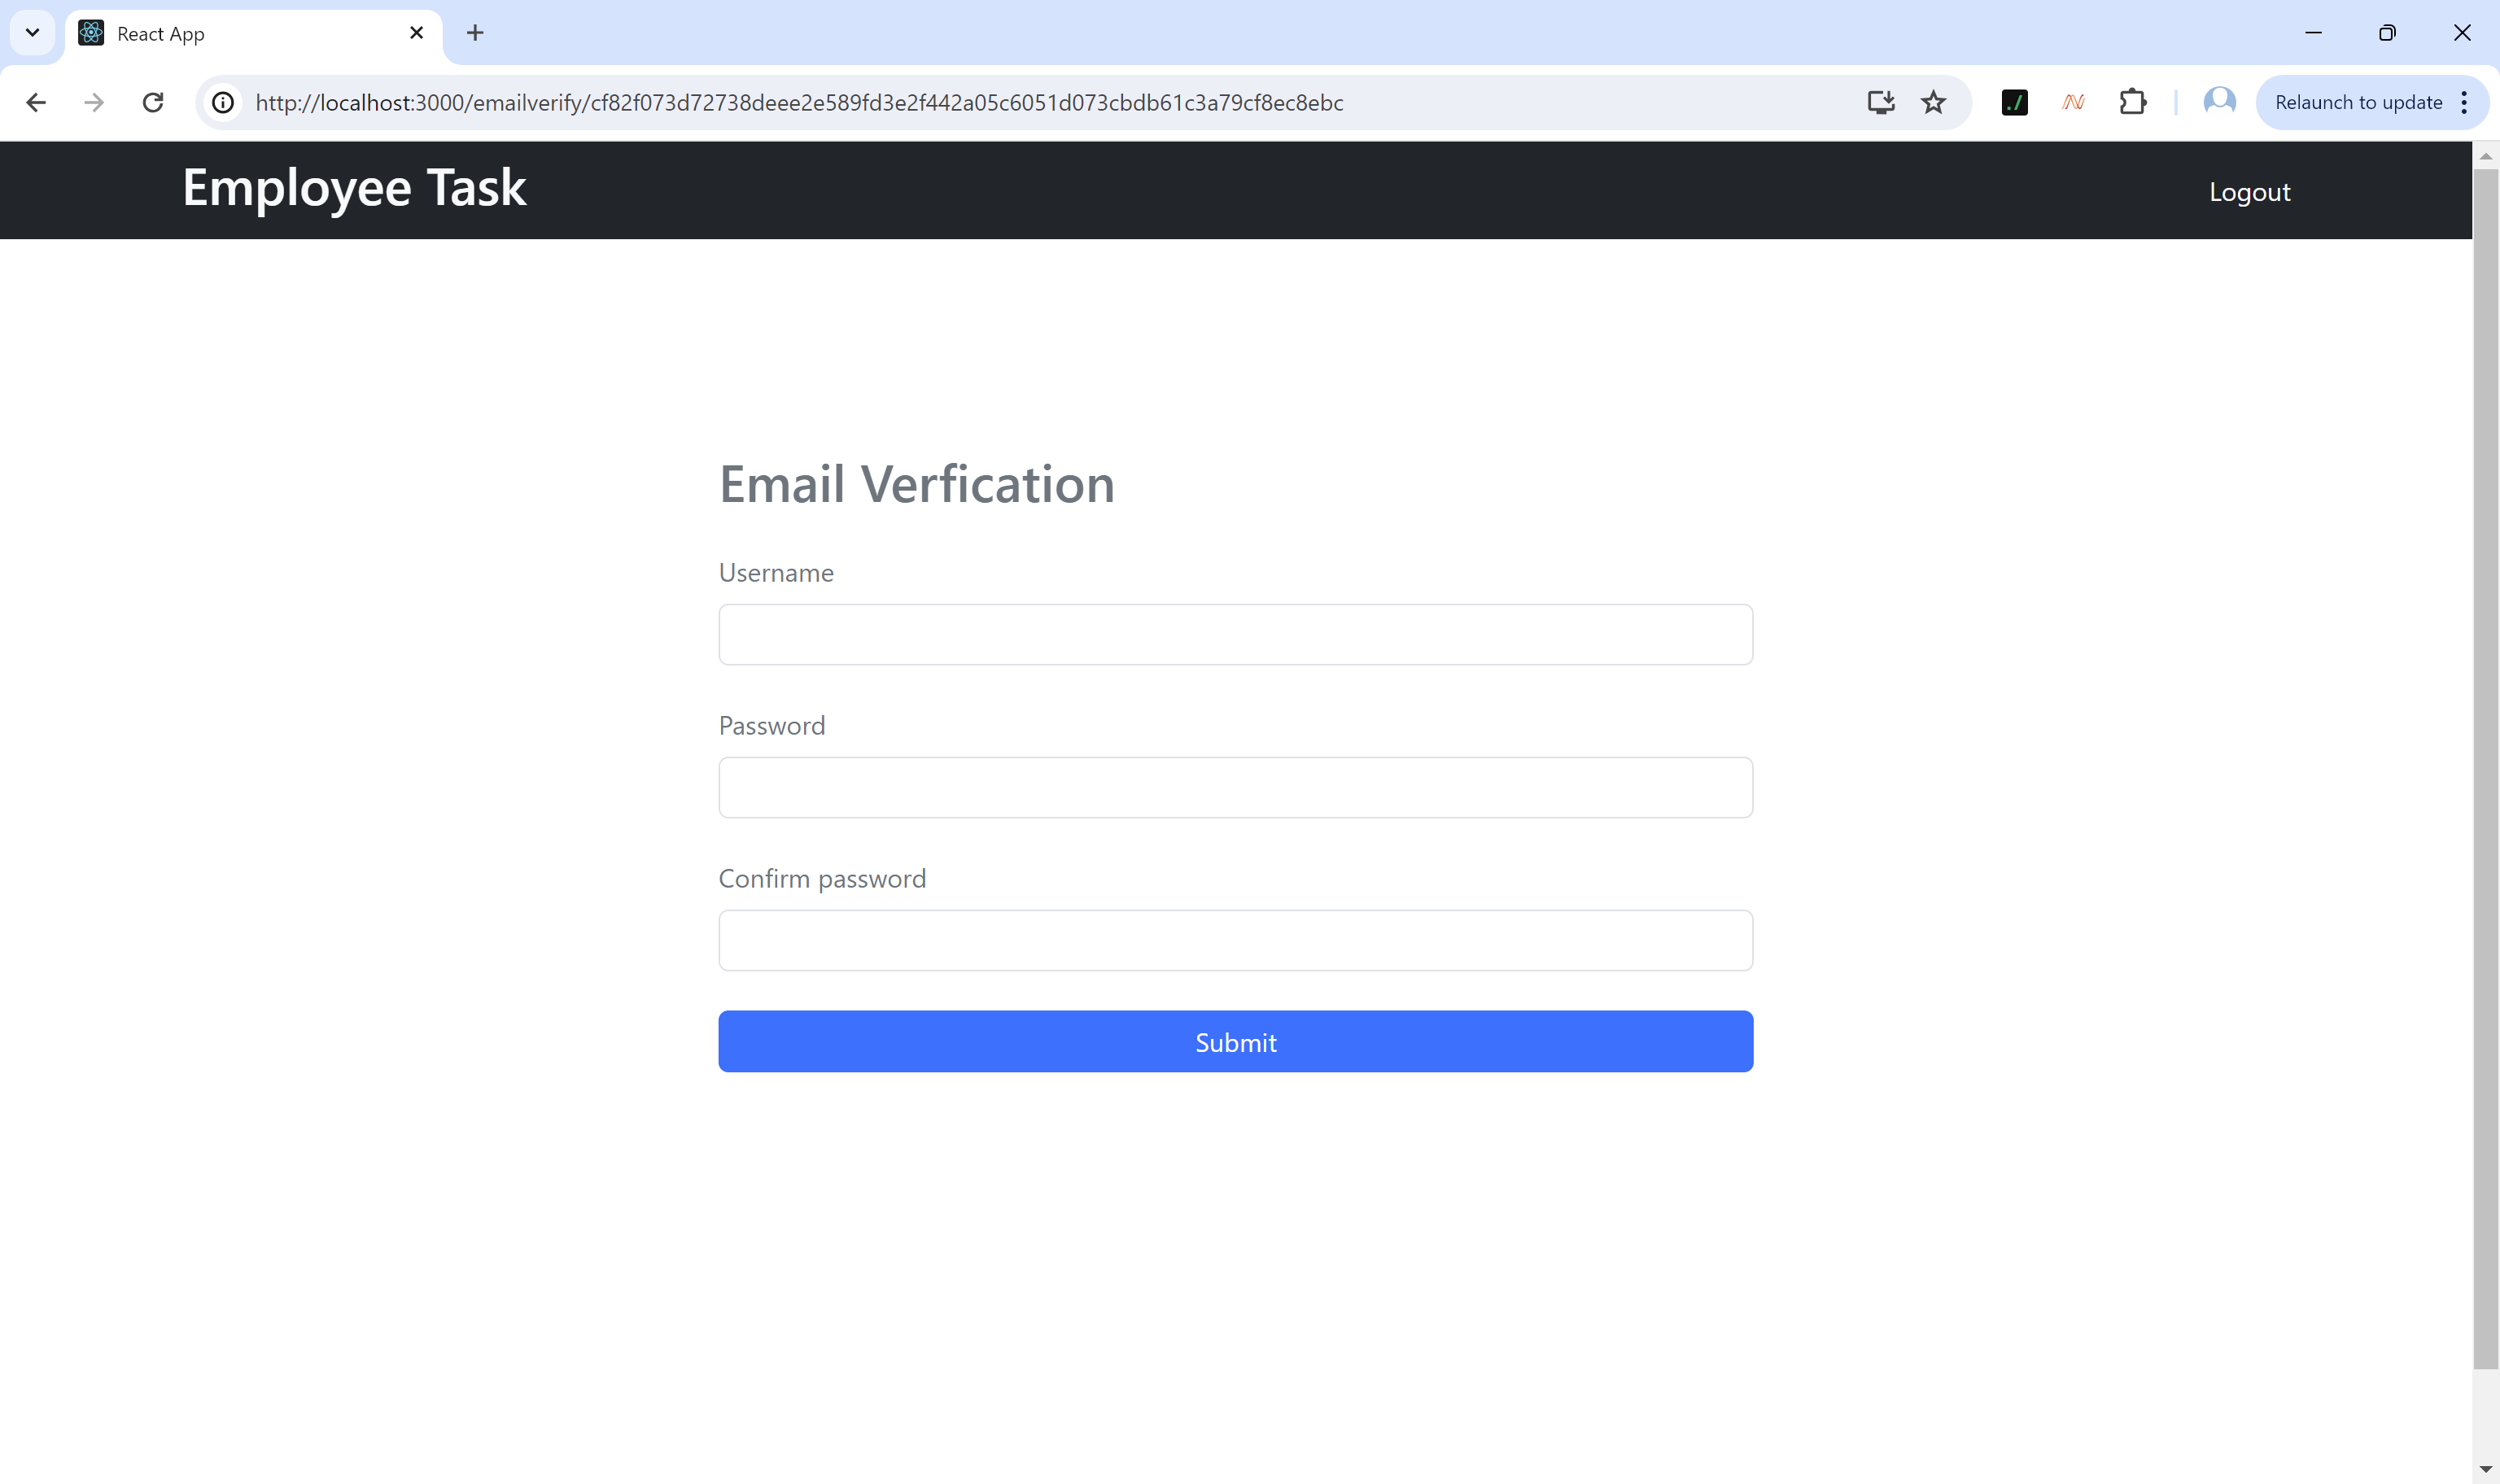 React App
http://localhost:3000/emailverify/cf82f073d72738deee2e589fd3e2f442a05c6051d073cbdb61c3a79cf8ec8ebc
Relaunch to update
Employee Task
Logout
Email Verfication
Username
Password
Confirm password
Submit